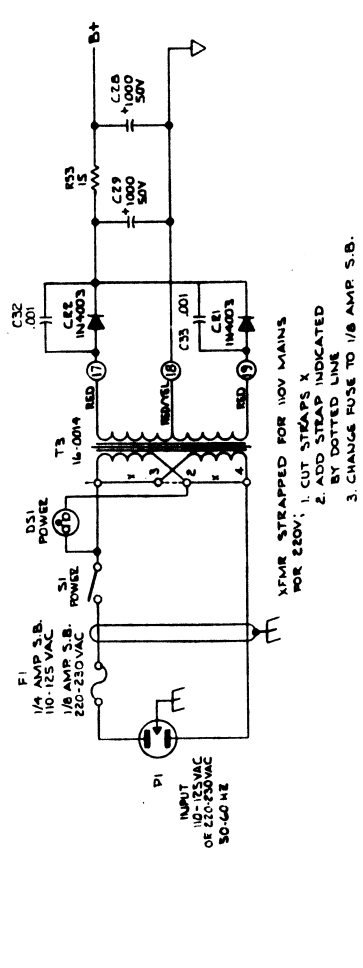 P1
INPUT
110-125VAC
OR 220-230VAC
50-60 HZ
F1
1/4 AMP S.B.
110-125 VAC
1/8 AMP S.B.
220-230VAC
S1
POWER
DS1
POWER
T3
16-0014
X
3
2
X
4
RED
17
RED/YEL
18
RED
19
C32
.001
CR2
1N4003
C33
.001
CR1
1N4003
R53
15
C29
+1000
50V
C28
+1000
50V
B+
XFMR STRAPPED FOR 110V MAINS
FOR 220V; 1. CUT STRAPS X
2. ADD STRAP INDICATED
BY DOTTED LINE
3. CHANGE FUSE TO 1/8 AMP S.B.